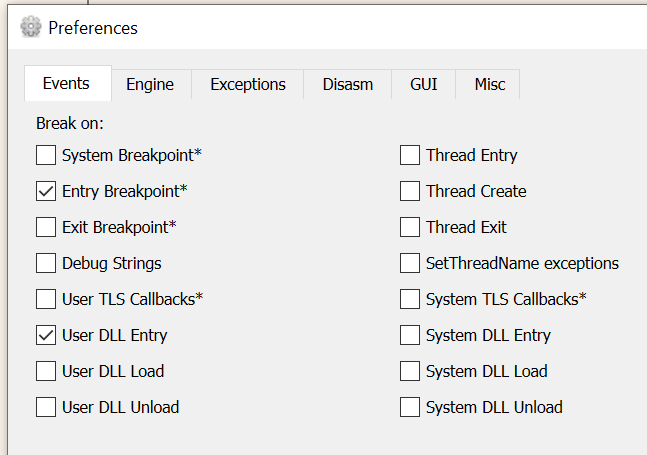 Preferences
Events Engine Exceptions Disasm GUI Misc
Break on:
System Breakpoint* Thread Entry
Entry Breakpoint* Thread Create
Exit Breakpoint* Thread Exit
Debug Strings SetThreadName exceptions
User TLS Callbacks* System TLS Callbacks*
User DLL Entry System DLL Entry
User DLL Load System DLL Load
User DLL Unload System DLL Unload